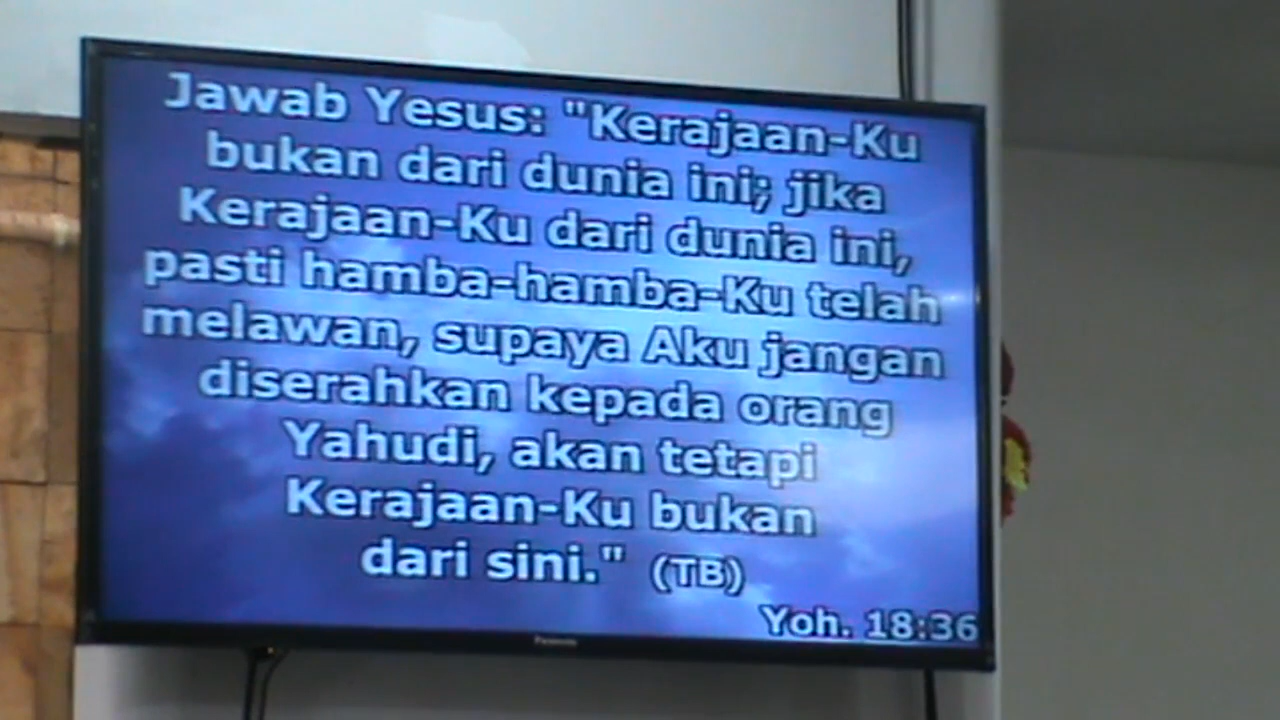 Jawab Yesus: "Kerajaan-Ku
bukan dari dunia ini; jika
Kerajaan-Ku dari dunia ini,
pasti hamba-hamba-Ku telah
melawan, supaya Aku jangan
diserahkan kepada orang
Yahudi, akan tetapi
Kerajaan-Ku bukan
dari sini." (TB)
Yoh. 18:36
Panasonic